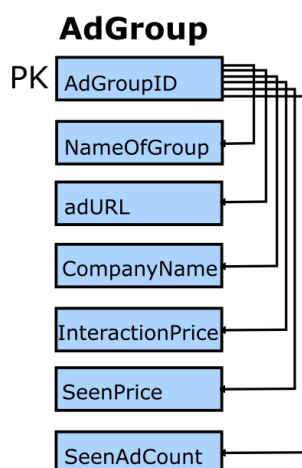 AdGroup
PK AdGroupID
NameOfGroup
adURL
CompanyName
InteractionPrice
SeenPrice
SeenAdCount